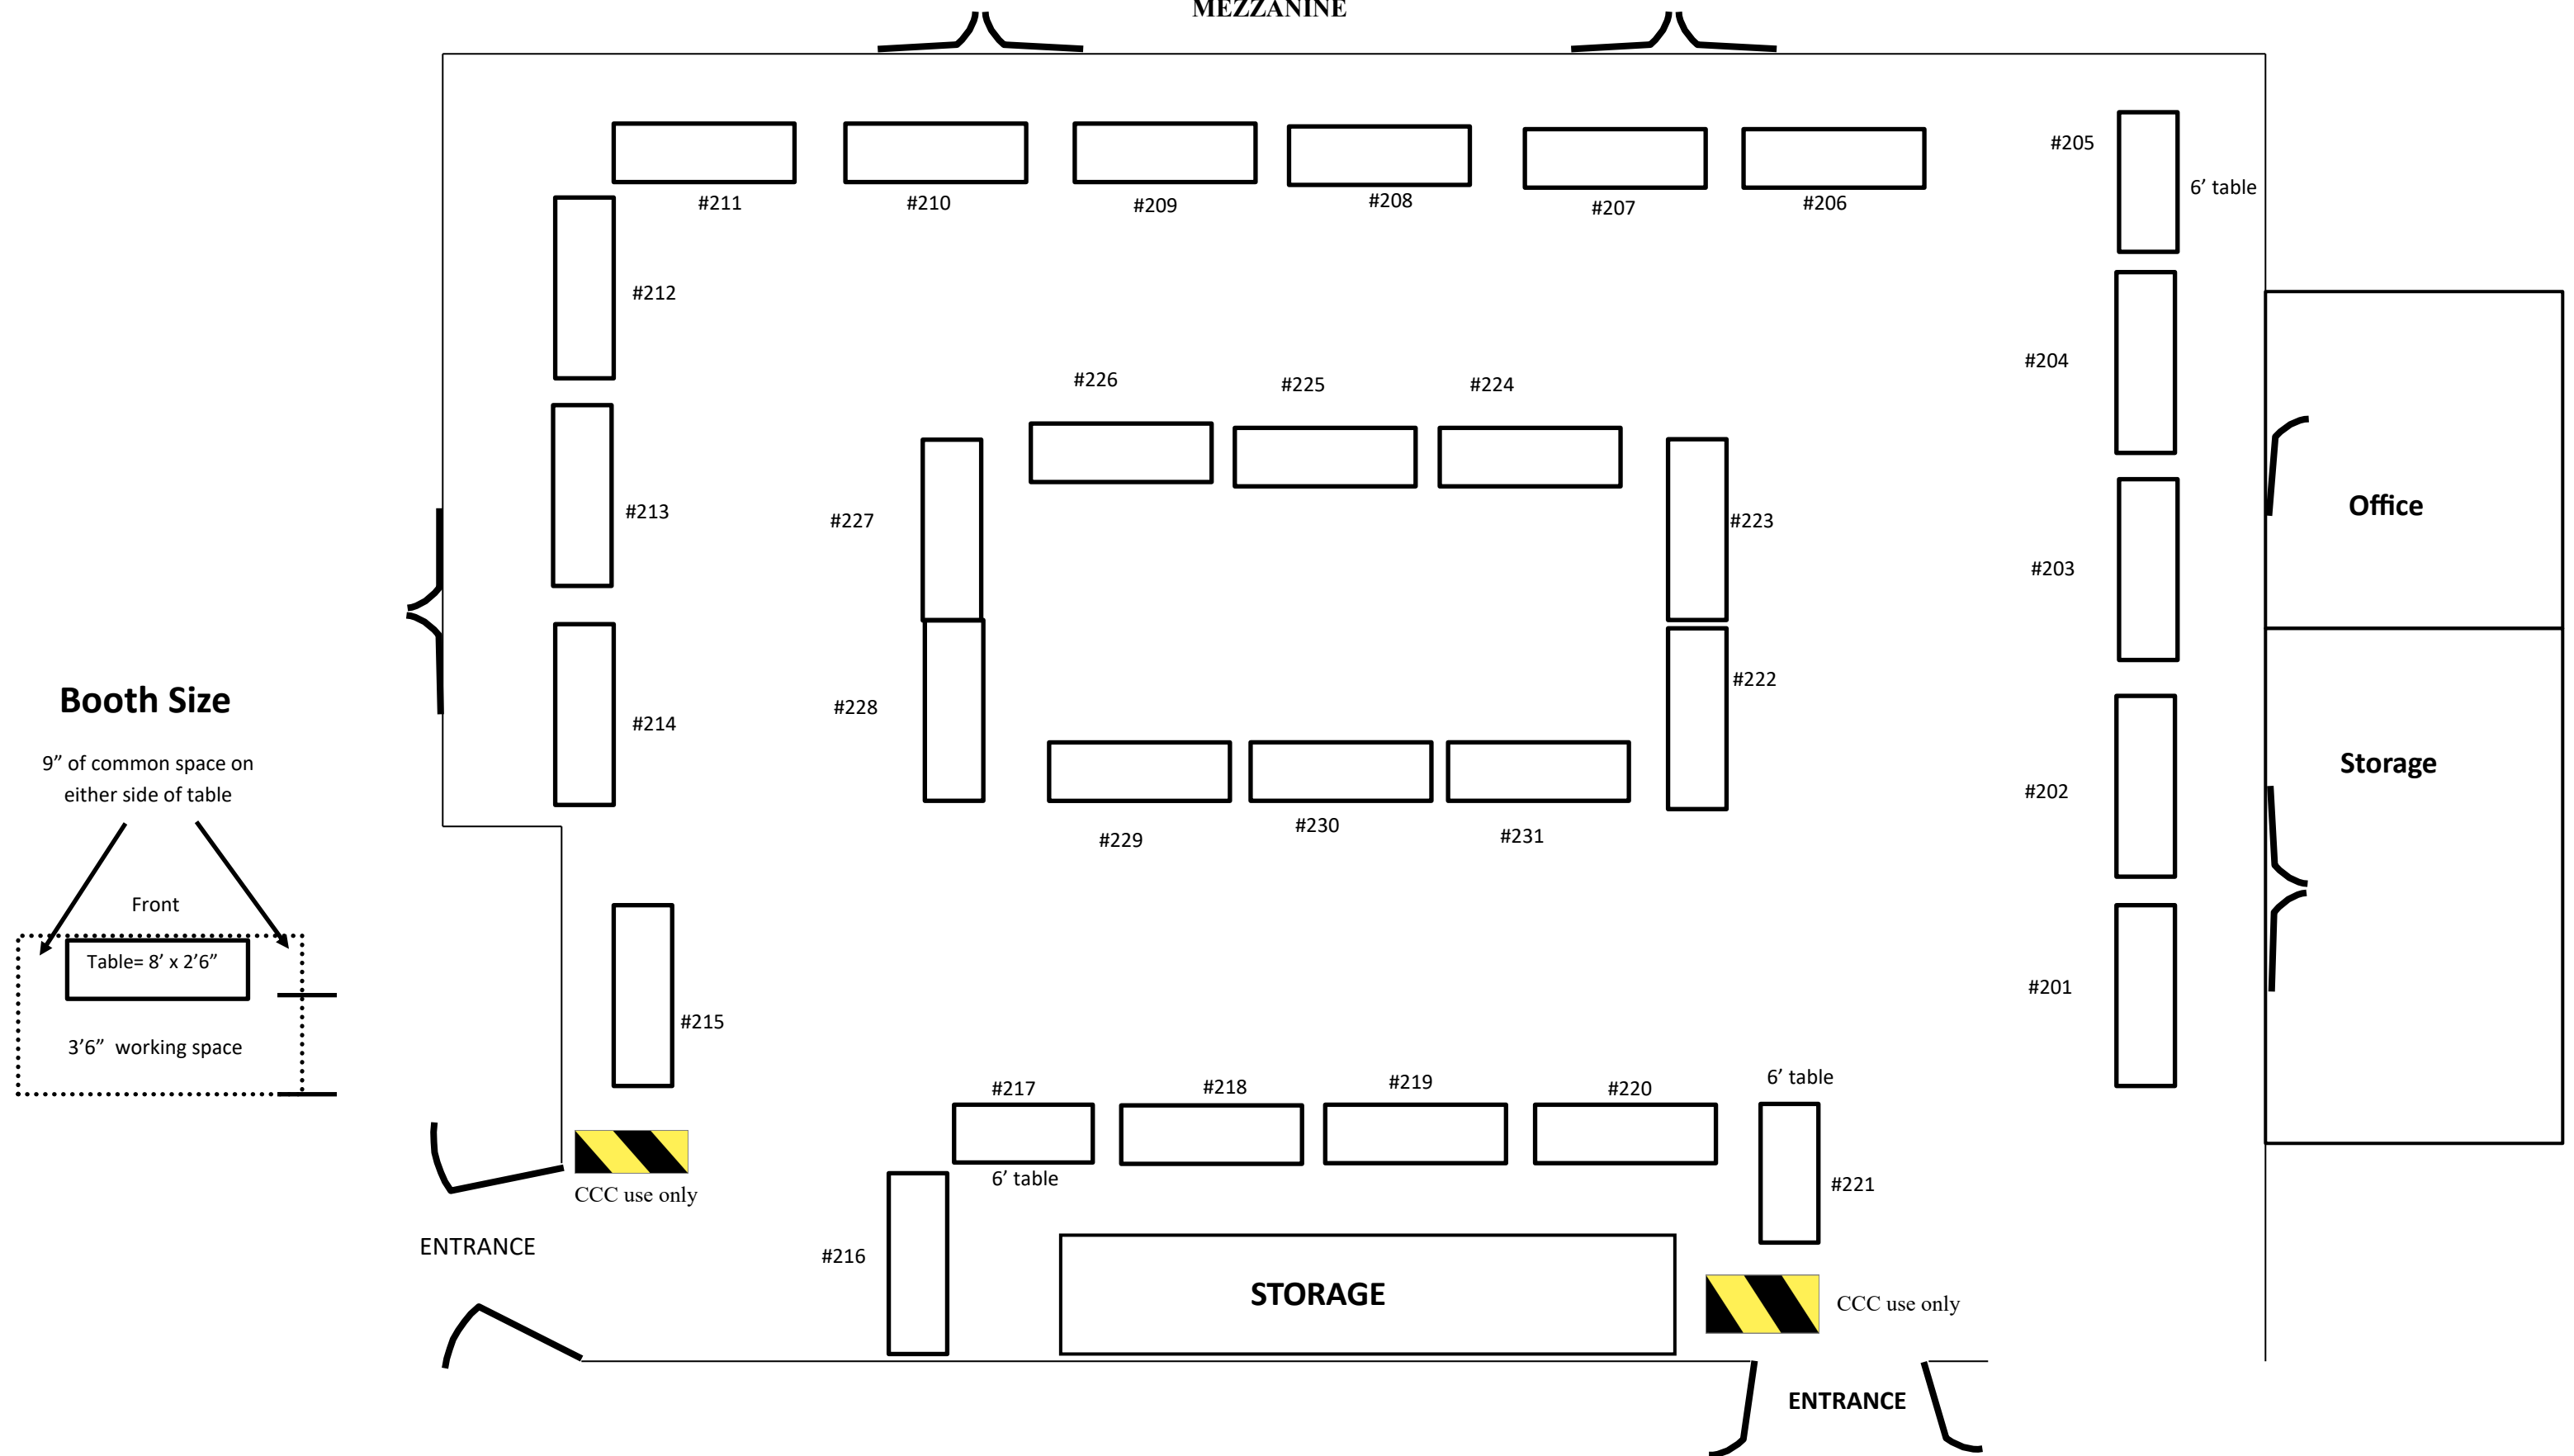 MEZZANINE
#205
6’ table
#211
#210
#209
#208
#207
#206
#212
#204
#226
#225
#224
#213
#227
#223
Office
#203
Booth Size
#222
#228
#214
9” of common space on
either side of table
Storage
#202
#229
#230
#231
Front
Table= 8’ x 2’6”
#201
#215
3’6”  working space
#217
#218
#219
#220
6’ table
6’ table
#221
CCC use only
ENTRANCE
#216
STORAGE
CCC use only
ENTRANCE